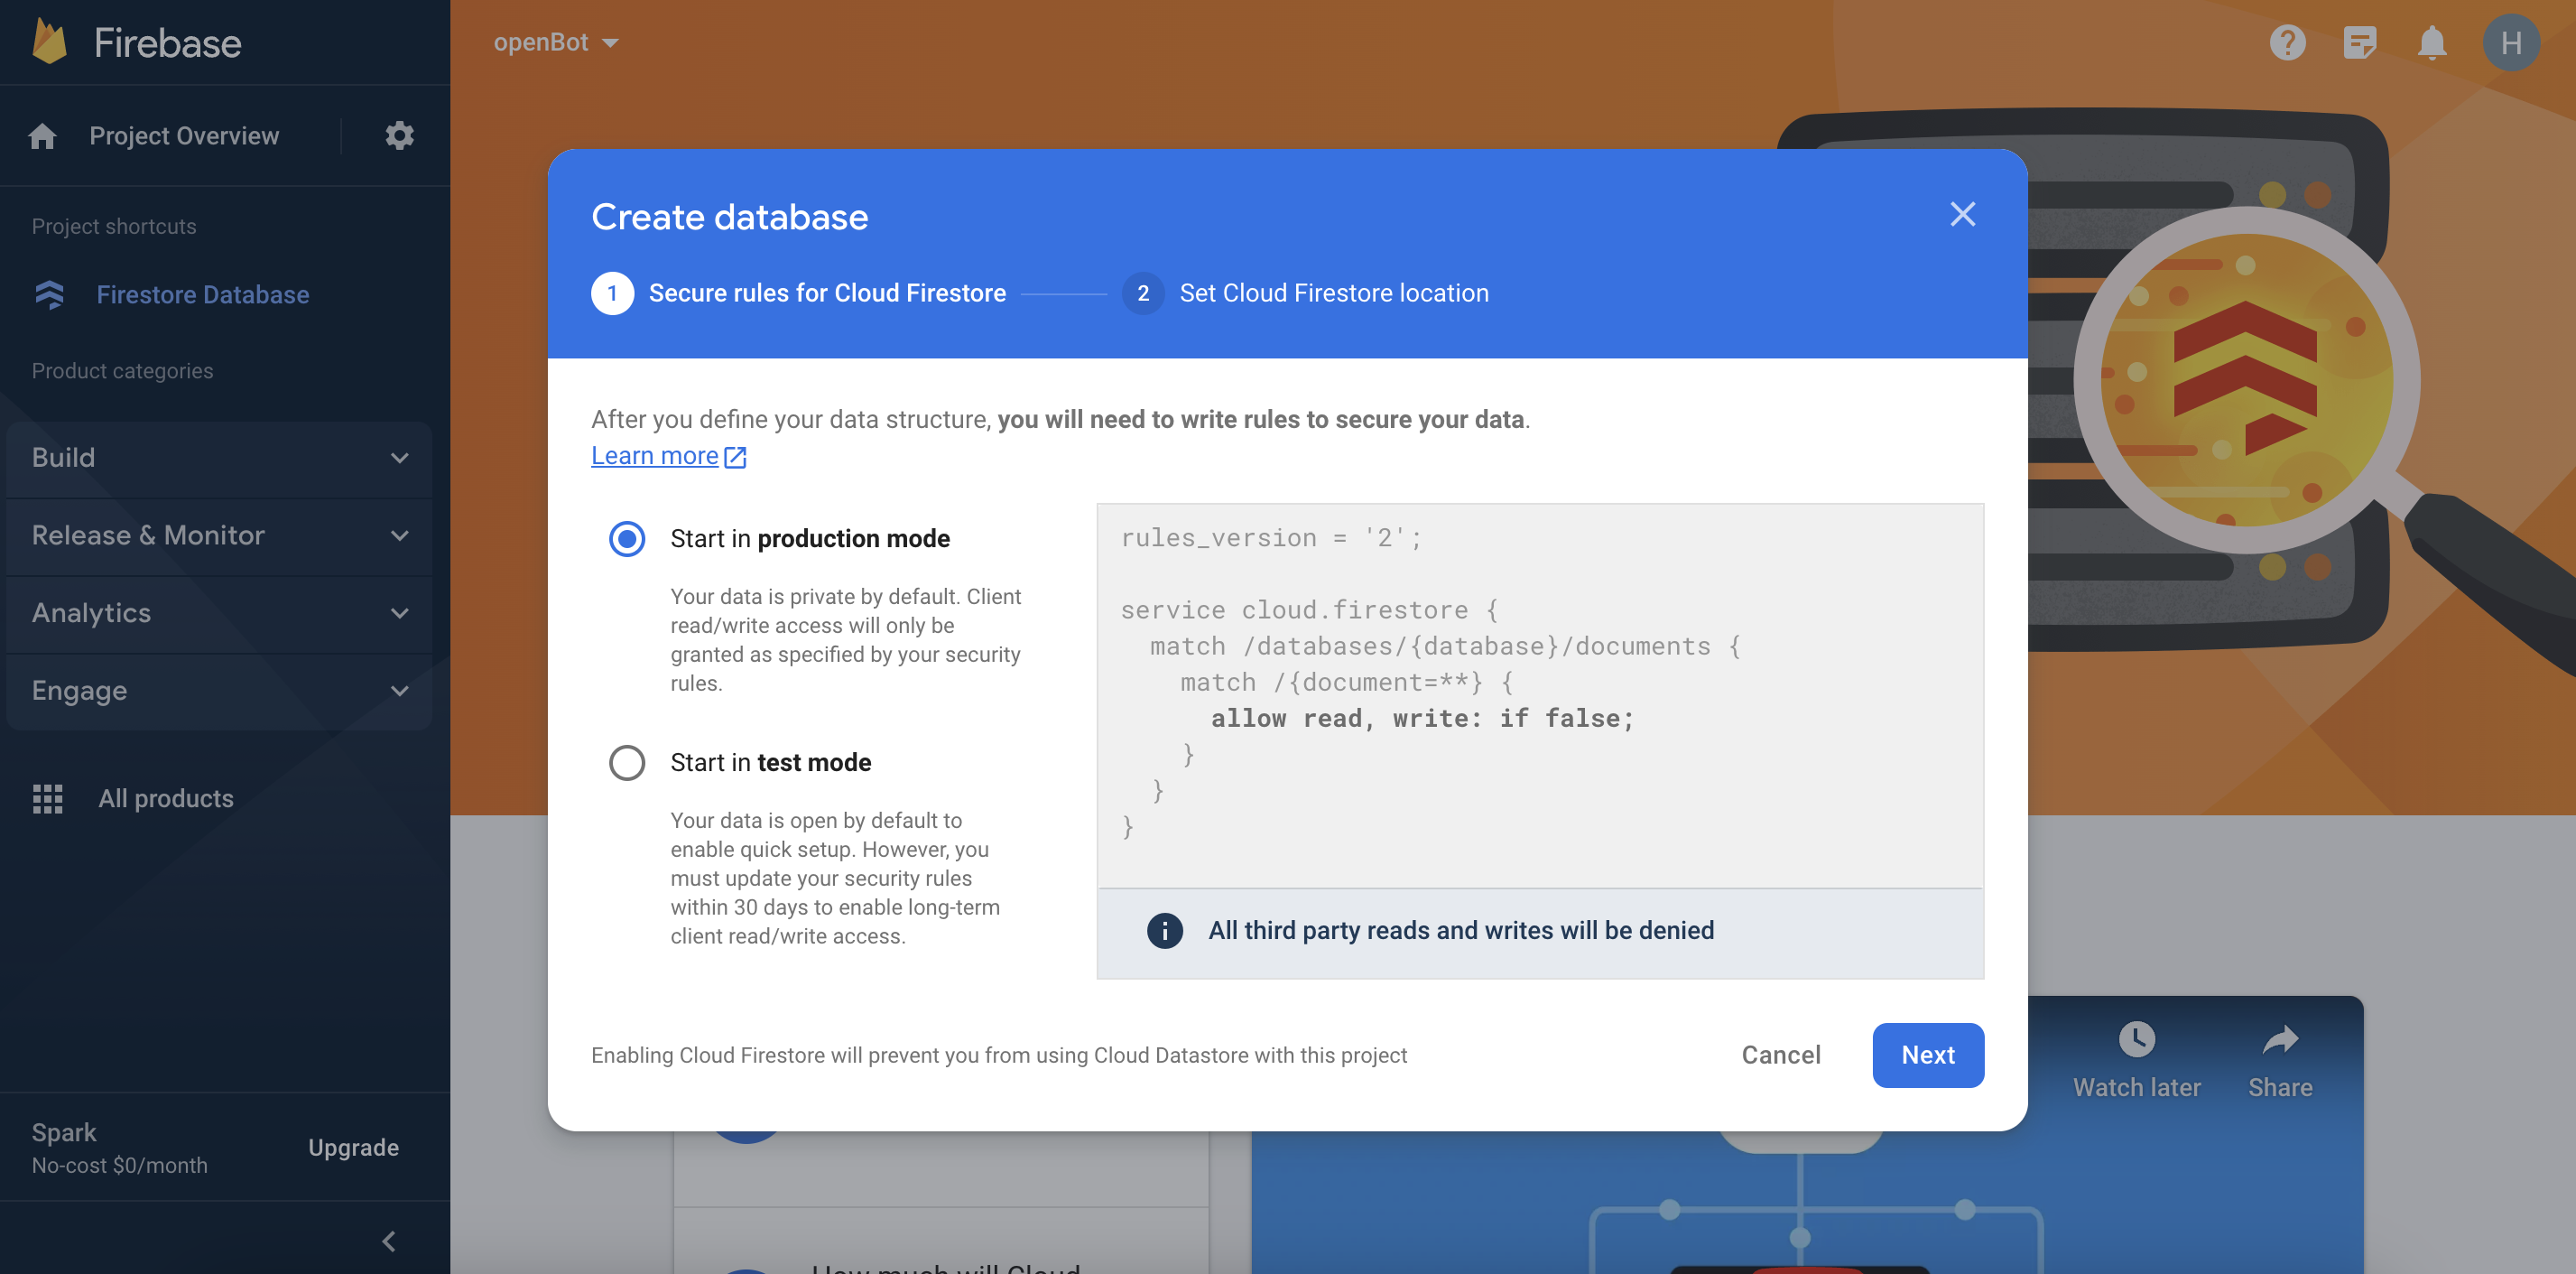 Firebase
openBot
H
Project Overview
Project shortcuts
Firestore Database
Product categories
Build
Release & Monitor
Analytics
Engage
All products
Spark
No-cost $0/month
Upgrade
Create database
1 Secure rules for Cloud Firestore
2 Set Cloud Firestore location
After you define your data structure, you will need to write rules to secure your data.
Learn more
Start in production mode
Your data is private by default. Client
read/write access will only be
granted as specified by your security
rules.
Start in test mode
Your data is open by default to
enable quick setup. However, you
must update your security rules
within 30 days to enable long-term
client read/write access.
rules_version = '2';
service cloud.firestore {
match /databases/{database}/documents {
match /{document=**} {
allow read, write: if false;
}
}
}
All third party reads and writes will be denied
Enabling Cloud Firestore will prevent you from using Cloud Datastore with this project
Cancel
Next
Watch later
Share
How much will Cloud